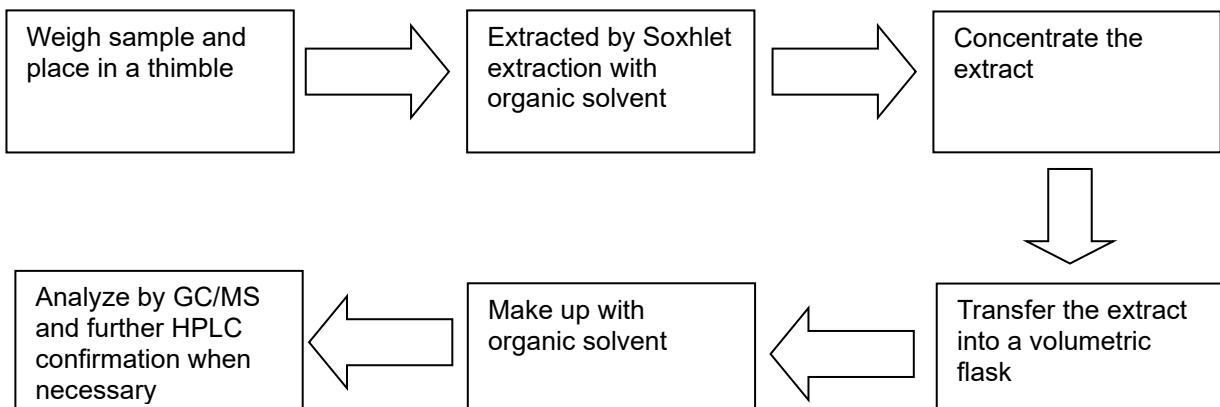 Weigh sample and
place in a thimble
Extracted by Soxhlet
extraction with
organic solvent
Concentrate the
extract
Transfer the extract
into a volumetric
flask
Make up with
organic solvent
Analyze by GC/MS
and further HPLC
confirmation when
necessary